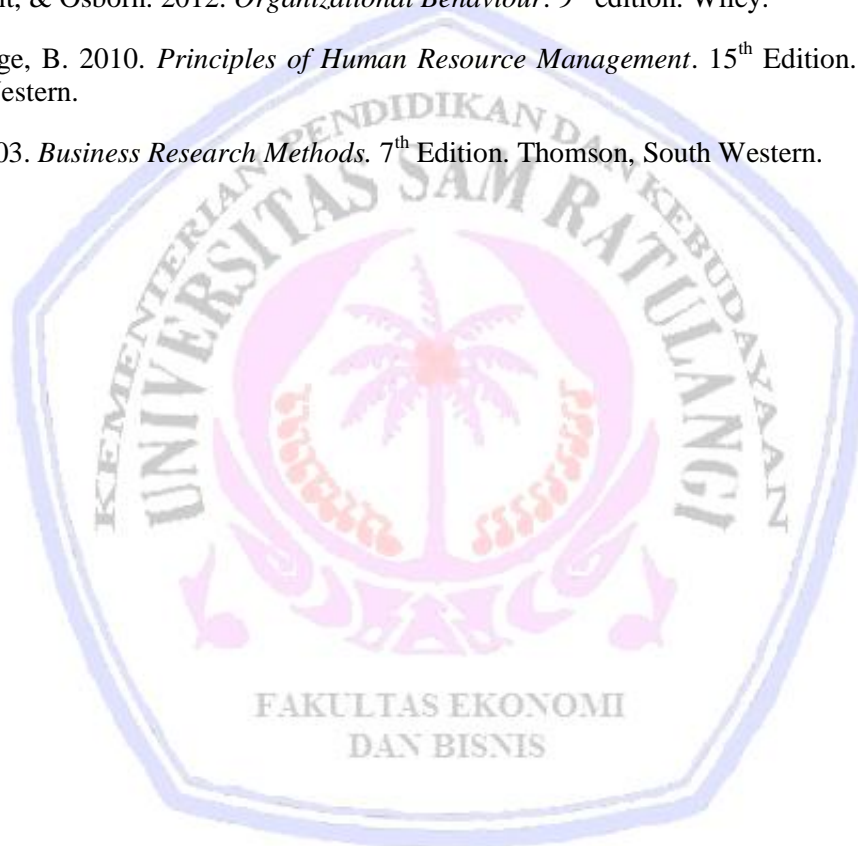 & Osborn. 2012. Organizational Behaviour. 9th edition. Wiley.
ge, B. 2010. Principles of Human Resource Management. 15th Edition.
estern.
03. Business Research Methods. 7th Edition. Thomson, South Western.
KEMENTERIAN PENDIDIKAN DAN KEBUDAYAAN
UNIVERSITAS SAM RATULANGI
FAKULTAS EKONOMI
DAN BISNIS